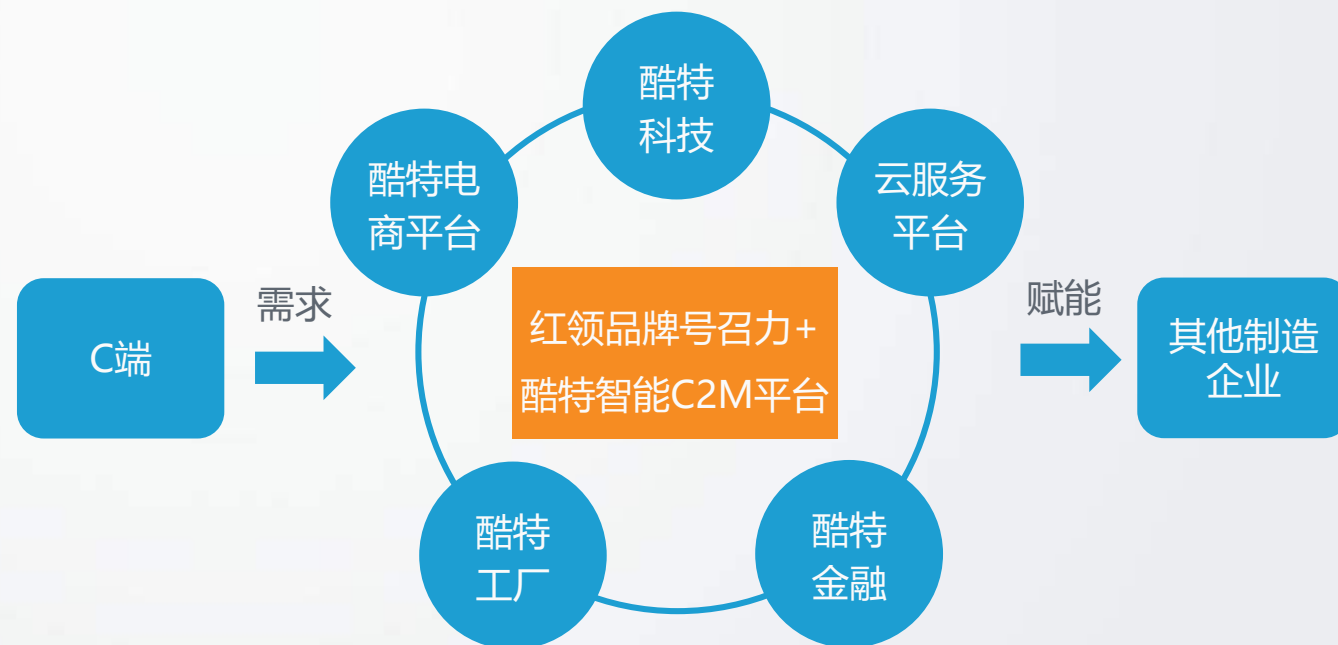 酷特
科技
酷特电
商平台
云服务
平台
C端
需求
红领品牌号召力+
酷特智能C2M平台
赋能
其他制造
企业
酷特
工厂
酷特
金融